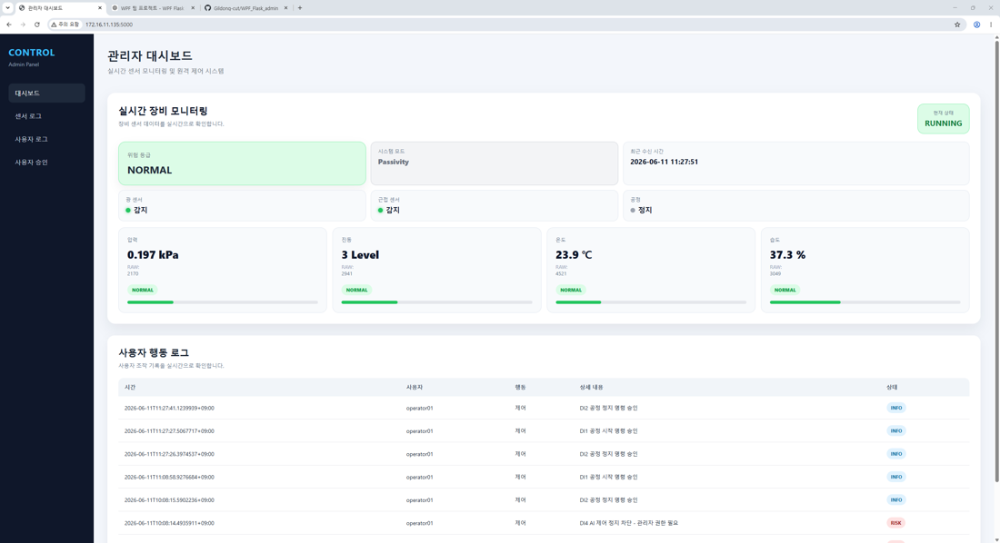 관리자 대시보드
WPF 팀 프로젝트 - WPF Flask
Gildonq-cut/WPF_Flask_admin
주의 요함
172.16.11.135:5000
CONTROL
Admin Panel
대시보드
센서 로그
사용자 로그
사용자 승인
관리자 대시보드
실시간 센서 모니터링 및 원격 제어 시스템
실시간 장비 모니터링
장비 센서 데이터를 실시간으로 확인합니다.
현재 상태
RUNNING
위험 등급
NORMAL
시스템 모드
Passivity
최근 수신 시간
2026-06-11 11:27:51
광 센서
감지
근접 센서
감지
공정
정지
압력
0.197 kPa
RAW:
2170
NORMAL
진동
3 Level
RAW:
2941
NORMAL
온도
23.9 ℃
RAW:
4521
NORMAL
습도
37.3 %
RAW:
3049
NORMAL
사용자 행동 로그
사용자 조작 기록을 실시간으로 확인합니다.
시간 사용자 행동 상세 내용 상태
2026-06-11T11:27:41.1239939+09:00 operator01 제어 DI2 공정 정지 명령 승인 INFO
2026-06-11T11:27:27.5067717+09:00 operator01 제어 DI1 공정 시작 명령 승인 INFO
2026-06-11T11:27:26.3974537+09:00 operator01 제어 DI2 공정 정지 명령 승인 INFO
2026-06-11T11:08:58.9276684+09:00 operator01 제어 DI1 공정 시작 명령 승인 INFO
2026-06-11T10:08:15.5902236+09:00 operator01 제어 DI2 공정 정지 명령 승인 INFO
2026-06-11T10:08:14.4935911+09:00 operator01 제어 DI4 AI 제어 정지 차단 - 관리자 권한 필요 RISK